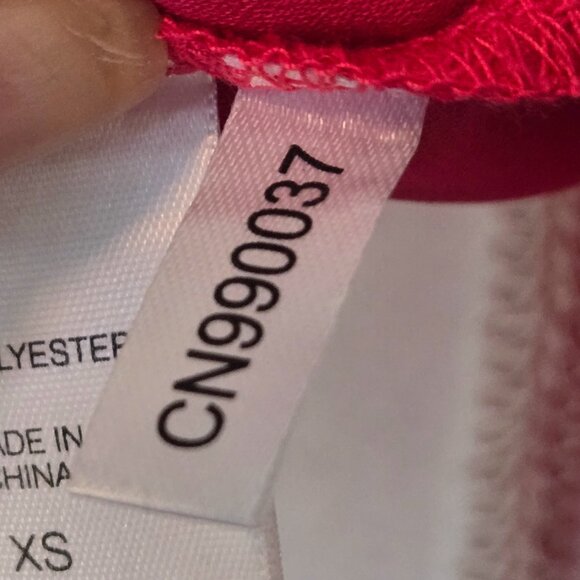 CN990037
LYESTER
ADE IN
CHINA
XS